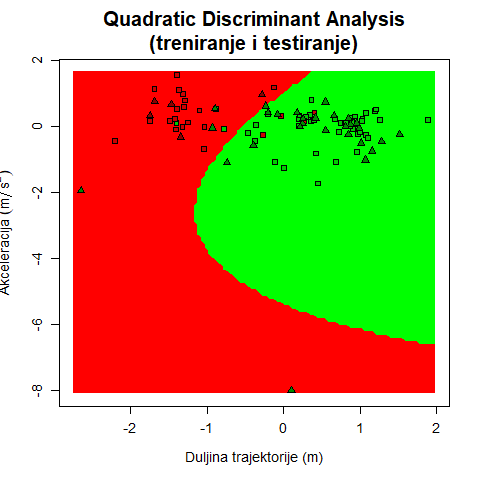 Quadratic Discriminant Analysis
(treniranje i testiranje)
Akceleracija (m/s²)
2
0
-2
-4
-6
-8
-2
-1
0
1
2
Duljina trajektorije (m)